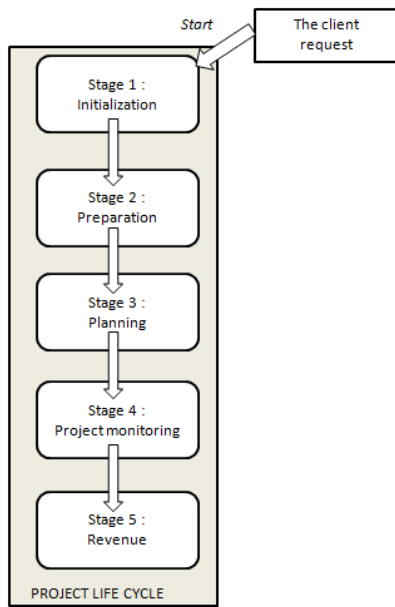 Start
The client
request
Stage 1 :
Initialization
Stage 2 :
Preparation
Stage 3 :
Planning
Stage 4 :
Project monitoring
Stage 5 :
Revenue
PROJECT LIFE CYCLE